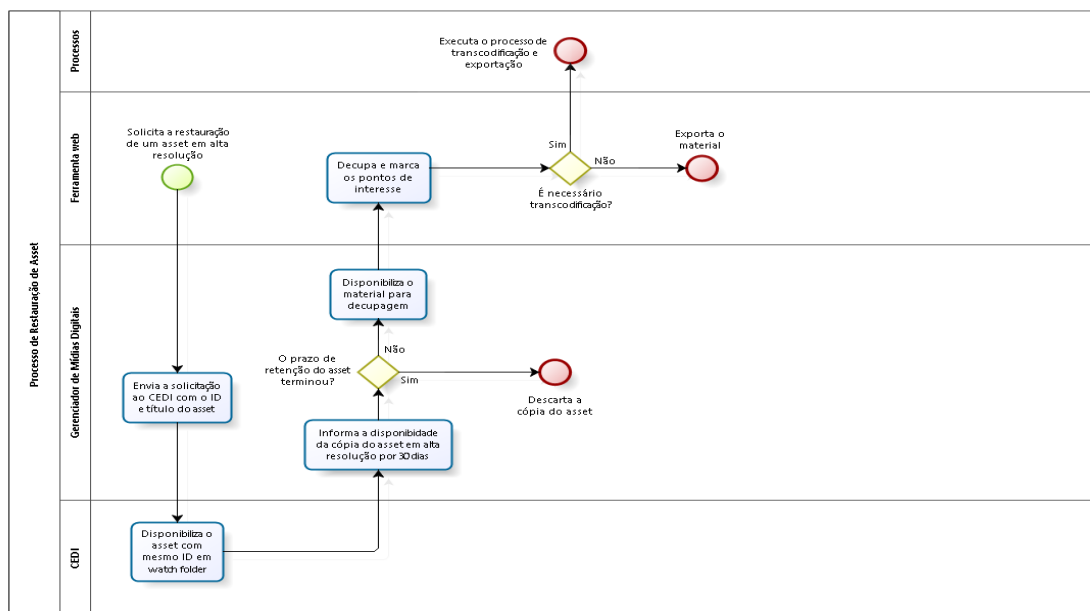 Processo de Restauração de Asset
Processos
Executa o processo de
transcodificação e
exportação
Ferramenta web
Solicita a restauração
de um asset em alta
resolução
Decupa e marca
os pontos de
interesse
Sim
Não
É necessário
transcodificação?
Exporta o
material
Gerenciador de Mídias Digitais
Disponibiliza o
material para
decupagem
Não
O prazo de
retenção do asset
terminou?
Sim
Descarta a
cópia do asset
Envia a solicitação
ao CEDI com o ID
e título do asset
Informa a disponibidade
da cópia do asset em alta
resolução por 30 dias
CEDI
Disponibiliza o
asset com
mesmo ID em
watch folder